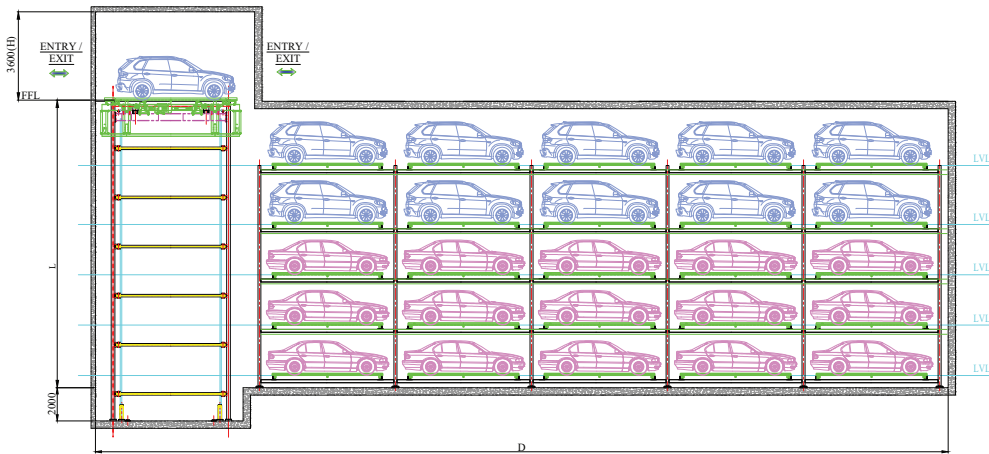 3600(H)
ENTRY /
EXIT
ENTRY /
EXIT
FFL
LVL
LVL
L
LVL
LVL
LVL
2000
D